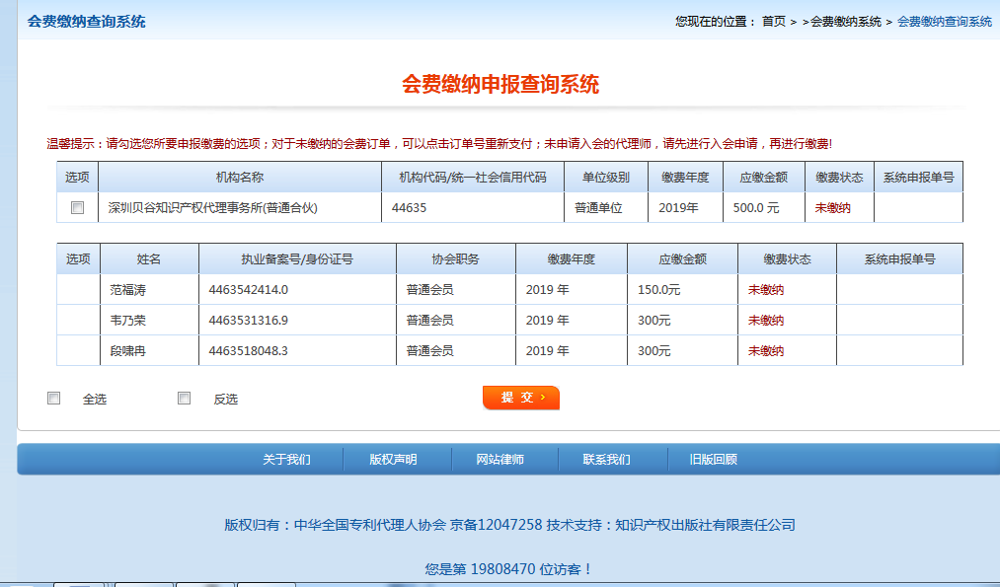 会费缴纳查询系统
您现在的位置： 首页 > >会费缴纳系统 > 会费缴纳查询系统
会费缴纳申报查询系统
温馨提示：请勾选您所要申报缴费的选项；对于未缴纳的会费订单，可以点击订单号重新支付；未申请入会的代理师，请先进行入会申请，再进行缴费!
选项 机构名称 机构代码/统一社会信用代码 单位级别 缴费年度 应缴金额 缴费状态 系统申报单号
深圳贝谷知识产权代理事务所(普通合伙) 44635 普通单位 2019年 500.0 元 未缴纳
选项 姓名 执业备案号/身份证号 协会职务 缴费年度 应缴金额 缴费状态 系统申报单号
范福涛 4463542414.0 普通会员 2019 年 150.0元 未缴纳
韦乃荣 4463531316.9 普通会员 2019 年 300元 未缴纳
段啸冉 4463518048.3 普通会员 2019 年 300元 未缴纳
全选 反选 提 交 ›
关于我们 版权声明 网站律师 联系我们 旧版回顾
版权归有：中华全国专利代理人协会 京备12047258 技术支持：知识产权出版社有限责任公司
您是第 19808470 位访客！